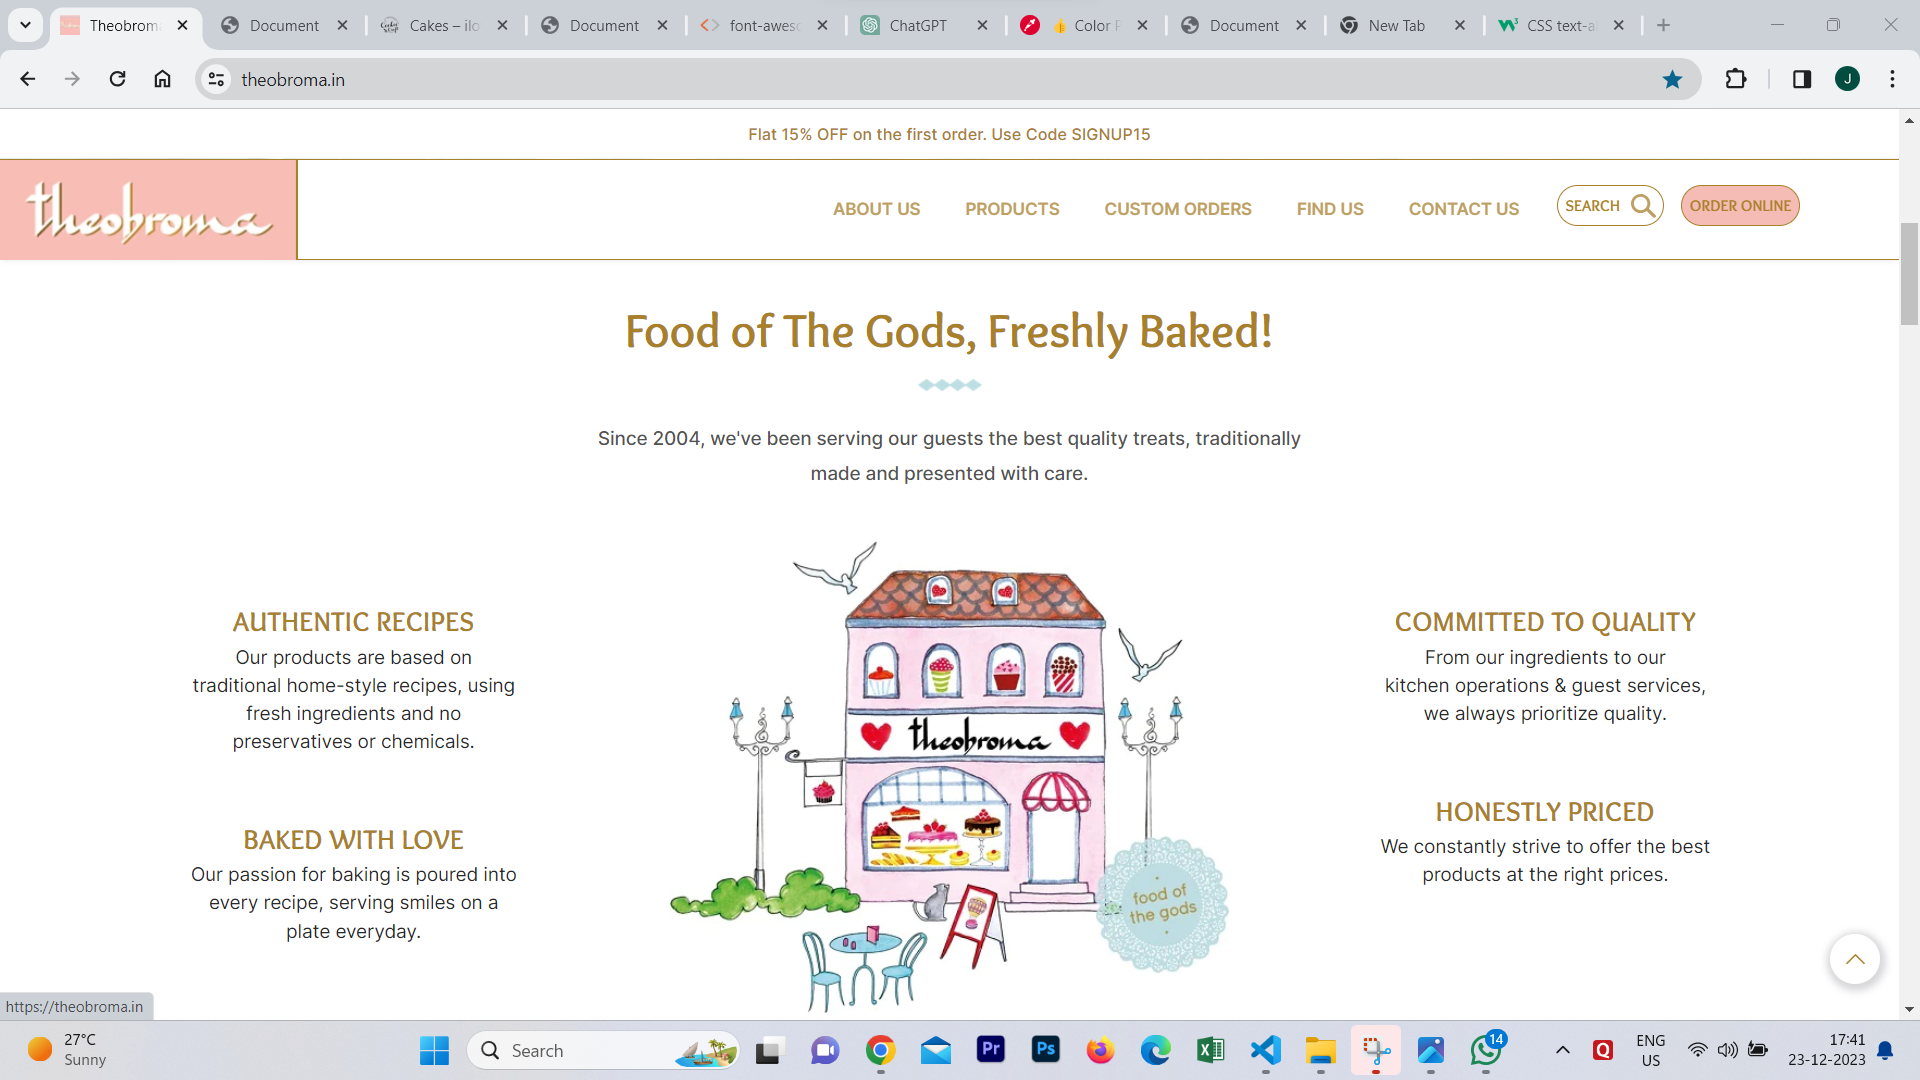 Theobrom
Document
Cakes – ilo
Document
font-aweso
ChatGPT
Color P
Document
New Tab
CSS text-al
theobroma.in
J
Flat 15% OFF on the first order. Use Code SIGNUP15
theobroma
ABOUT US
PRODUCTS
CUSTOM ORDERS
FIND US
CONTACT US
SEARCH
ORDER ONLINE
Food of The Gods, Freshly Baked!
Since 2004, we've been serving our guests the best quality treats, traditionally
made and presented with care.
AUTHENTIC RECIPES
Our products are based on
traditional home-style recipes, using
fresh ingredients and no
preservatives or chemicals.
BAKED WITH LOVE
Our passion for baking is poured into
every recipe, serving smiles on a
plate everyday.
theobroma
food of
the gods
COMMITTED TO QUALITY
From our ingredients to our
kitchen operations & guest services,
we always prioritize quality.
HONESTLY PRICED
We constantly strive to offer the best
products at the right prices.
https://theobroma.in
27°C
Sunny
Search
Pr
Ps
14
Q
ENG
US
17:41
23-12-2023